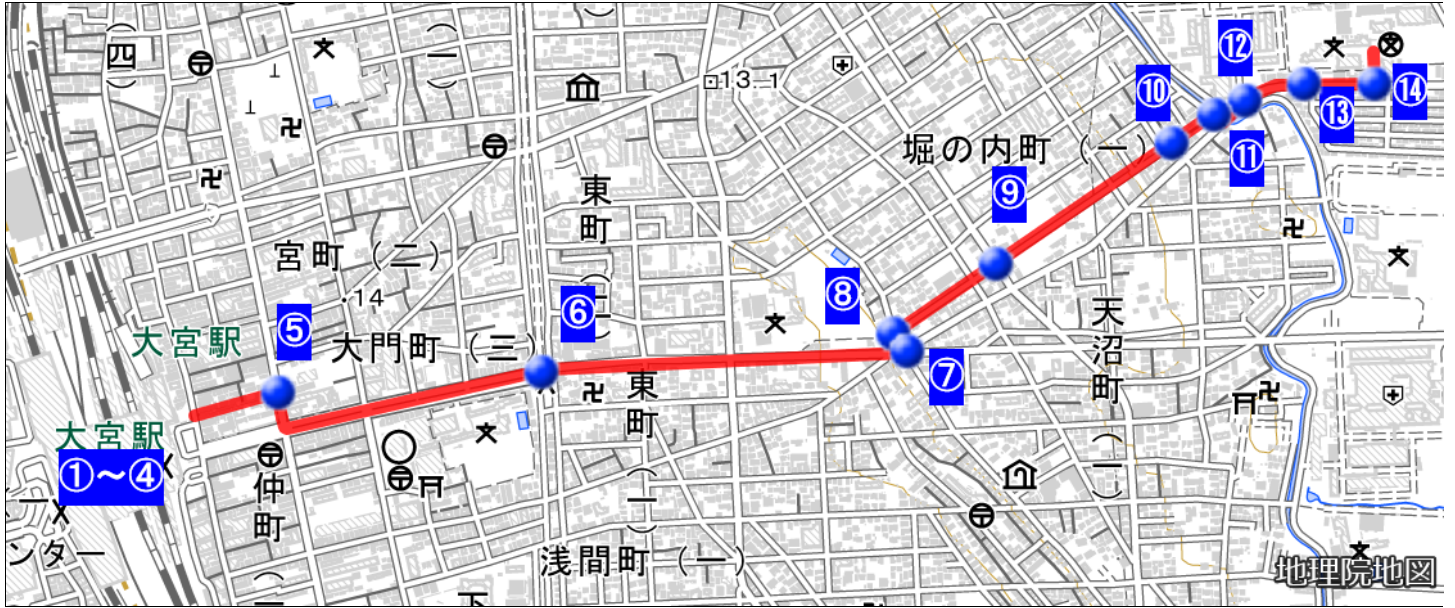 (四)
(一)
13.1
⑫
⑩
⑭
⑬
⑪
堀の内町(一)
⑨
東町(二)
宮町(二)
・14
⑧
⑥
⑤
大宮駅
大門町(三)
天沼町(一)
⑦
東町(一)
大宮駅
①～④
仲町(一)
ンター
浅間町(一)
下
地理院地図